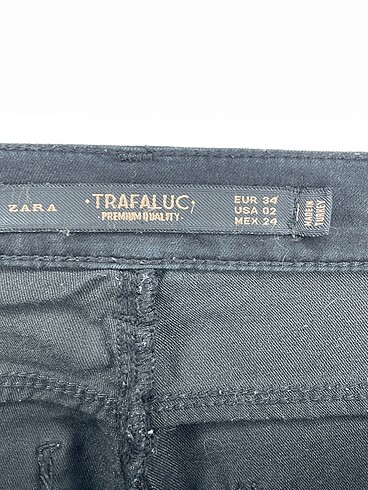 ZARA
TRAFALUC
PREMIUM QUALITY
EUR 34
USA 02
MEX 24
MADE IN
TURKEY